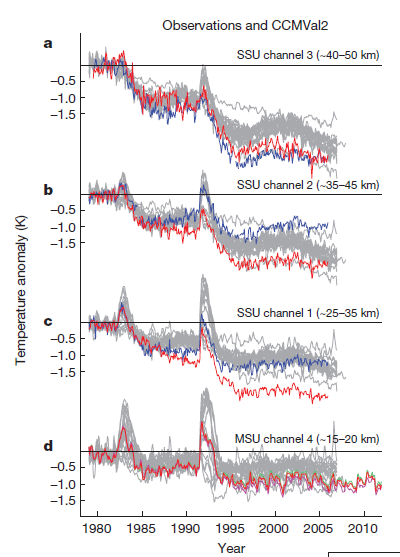 Observations and CCMVal2
a
SSU channel 3 (~40–50 km)
–0.5
–1.0
–1.5
b
SSU channel 2 (~35–45 km)
–0.5
–1.0
–1.5
Temperature anomaly (K)
c
SSU channel 1 (~25–35 km)
–0.5
–1.0
–1.5
d
MSU channel 4 (~15–20 km)
–0.5
–1.0
–1.5
1980 1985 1990 1995 2000 2005 2010
Year